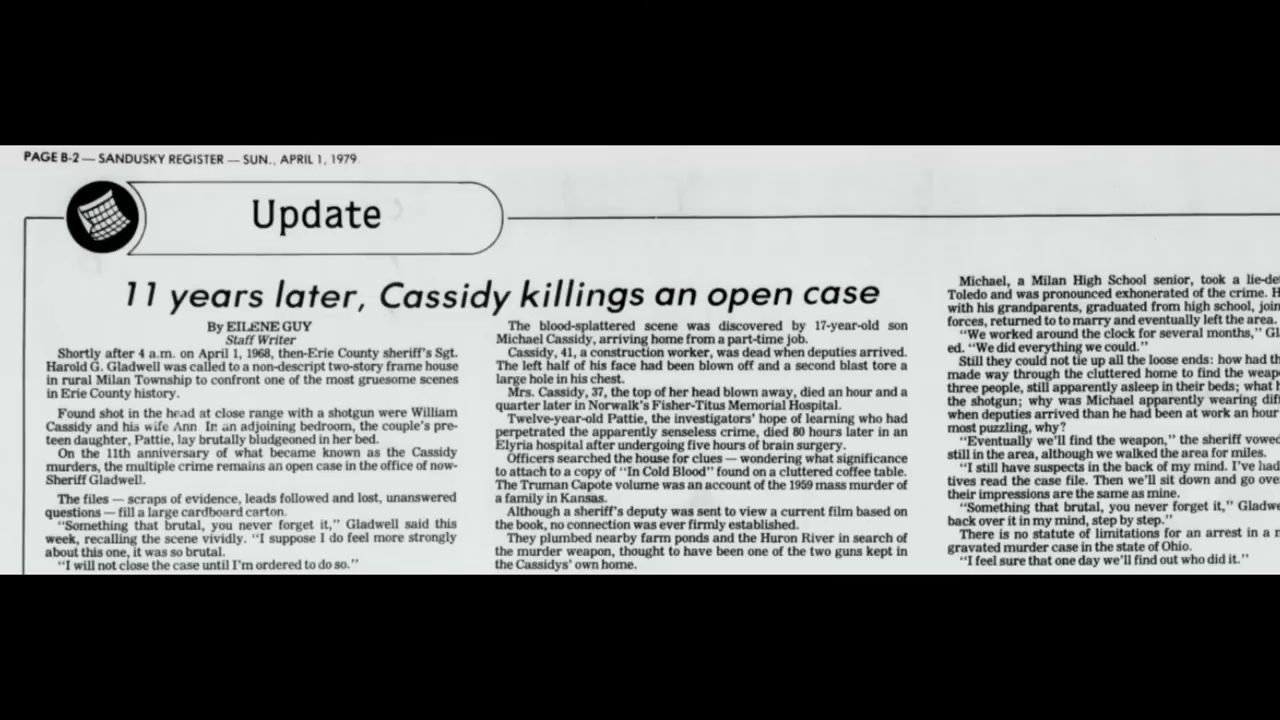 PAGE B-2 — SANDUSKY REGISTER — SUN., APRIL 1, 1979
Update
11 years later, Cassidy killings an open case
By EILENE GUY
Staff Writer
Shortly after 4 a.m. on April 1, 1968, then-Erie County sheriff's Sgt.
Harold G. Gladwell was called to a non-descript two-story frame house
in rural Milan Township to confront one of the most gruesome scenes
in Erie County history.
Found shot in the head at close range with a shotgun were William
Cassidy and his wife Ann. In an adjoining bedroom, the couple's pre-
teen daughter, Pattie, lay brutally bludgeoned in her bed.
On the 11th anniversary of what became known as the Cassidy
murders, the multiple crime remains an open case in the office of now-
Sheriff Gladwell.
The files — scraps of evidence, leads followed and lost, unanswered
questions — fill a large cardboard carton.
"Something that brutal, you never forget it," Gladwell said this
week, recalling the scene vividly. "I suppose I do feel more strongly
about this one, it was so brutal.
"I will not close the case until I'm ordered to do so."
The blood-splattered scene was discovered by 17-year-old son
Michael Cassidy, arriving home from a part-time job.
Cassidy, 41, a construction worker, was dead when deputies arrived.
The left half of his face had been blown off and a second blast tore a
large hole in his chest.
Mrs. Cassidy, 37, the top of her head blown away, died an hour and a
quarter later in Norwalk's Fisher-Titus Memorial Hospital.
Twelve-year-old Pattie, the investigators' hope of learning who had
perpetrated the apparently senseless crime, died 80 hours later in an
Elyria hospital after undergoing five hours of brain surgery.
Officers searched the house for clues — wondering what significance
to attach to a copy of "In Cold Blood" found on a cluttered coffee table.
The Truman Capote volume was an account of the 1959 mass murder of
a family in Kansas.
Although a sheriff's deputy was sent to view a current film based on
the book, no connection was ever firmly established.
They plumbed nearby farm ponds and the Huron River in search of
the murder weapon, thought to have been one of the two guns kept in
the Cassidys' own home.
Michael, a Milan High School senior, took a lie-de
Toledo and was pronounced exhonerated of the crime. H
with his grandparents, graduated from high school, join
forces, returned to to marry and eventually left the area.
"We worked around the clock for several months," Gl
ed. "We did everything we could."
Still they could not tie up all the loose ends: how had th
made way through the cluttered home to find the weap
three people, still apparently asleep in their beds; what h
the shotgun; why was Michael apparently wearing dif
when deputies arrived than he had been at work an hour
most puzzling, why?
"Eventually we'll find the weapon," the sheriff vowed
still in the area, although we walked the area for miles.
"I still have suspects in the back of my mind. I've had
tives read the case file. Then we'll sit down and go ove
their impressions are the same as mine.
"Something that brutal, you never forget it," Gladwe
back over it in my mind, step by step."
There is no statute of limitations for an arrest in a
gravated murder case in the state of Ohio.
"I feel sure that one day we'll find out who did it."